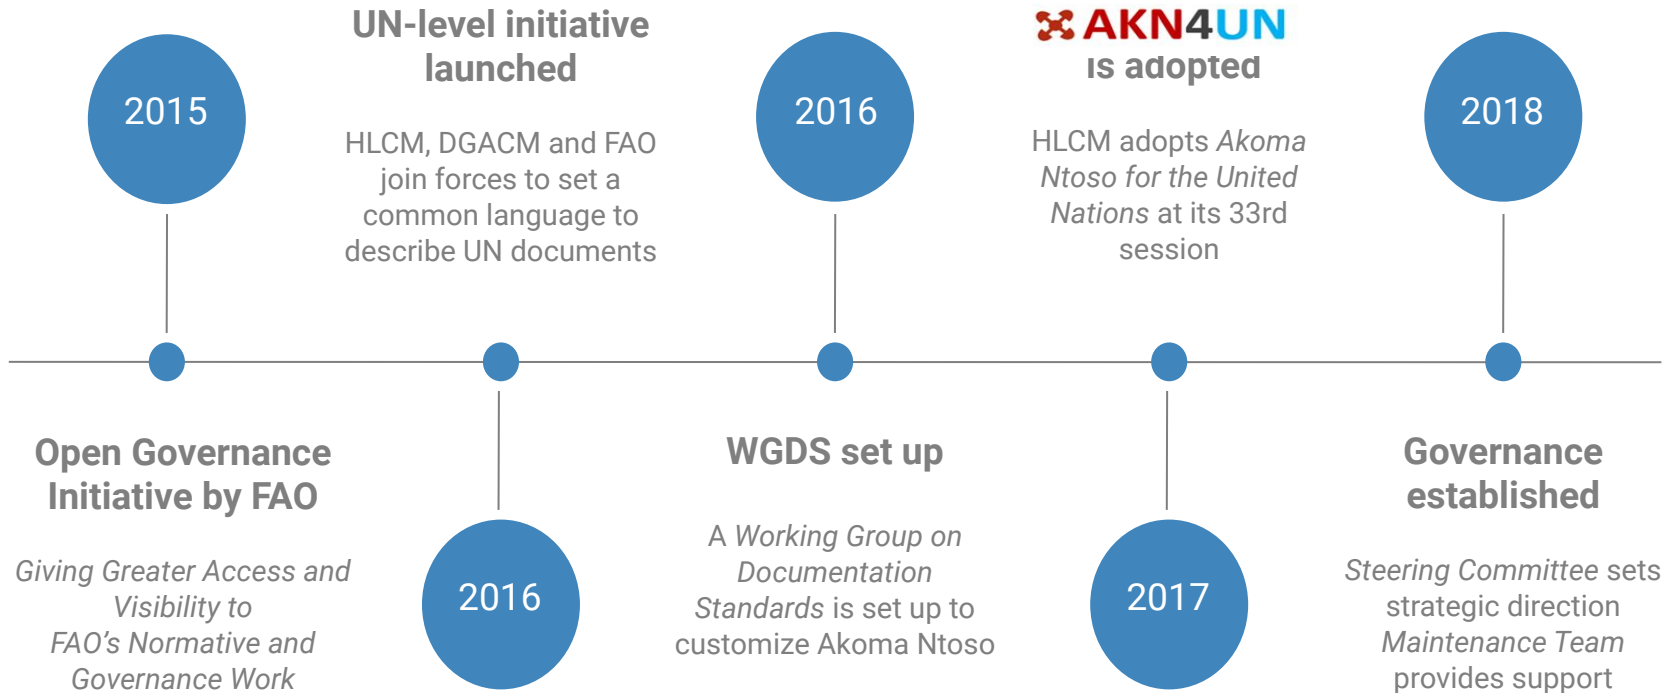 2015
Open Governance
Initiative by FAO
Giving Greater Access and
Visibility to
FAO’s Normative and
Governance Work
UN-level initiative
launched
HLCM, DGACM and FAO
join forces to set a
common language to
describe UN documents
2016
2016
WGDS set up
A Working Group on
Documentation
Standards is set up to
customize Akoma Ntoso
AKN4UN
is adopted
HLCM adopts Akoma
Ntoso for the United
Nations at its 33rd
session
2017
2018
Governance
established
Steering Committee sets
strategic direction
Maintenance Team
provides support